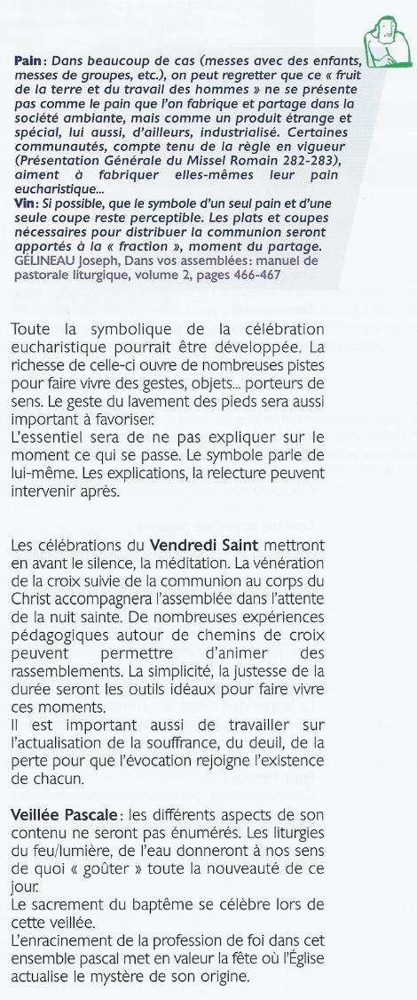 Pain : Dans beaucoup de cas (messes avec des enfants,
messes de groupes, etc.), on peut regretter que ce « fruit
de la terre et du travail des hommes » ne se présente
pas comme le pain que l'on fabrique et partage dans la
société ambiante, mais comme un produit étrange et
spécial, lui aussi, d'ailleurs, industrialisé. Certaines
communautés, compte tenu de la règle en vigueur
(Présentation Générale du Missel Romain 282-283),
aiment à fabriquer elles-mêmes leur pain
eucharistique...
Vin : Si possible, que le symbole d'un seul pain et d'une
seule coupe reste perceptible. Les plats et coupes
nécessaires pour distribuer la communion seront
apportés à la « fraction », moment du partage.
GÉLINEAU Joseph, Dans vos assemblées : manuel de
pastorale liturgique, volume 2, pages 466-467
Toute la symbolique de la célébration
eucharistique pourrait être développée. La
richesse de celle-ci ouvre de nombreuses pistes
pour faire vivre des gestes, objets... porteurs de
sens. Le geste du lavement des pieds sera aussi
important à favoriser.
L'essentiel sera de ne pas expliquer sur le
moment ce qui se passe. Le symbole parle de
lui-même. Les explications, la relecture peuvent
intervenir après.
Les célébrations du Vendredi Saint mettront
en avant le silence, la méditation. La vénération
de la croix suivie de la communion au corps du
Christ accompagnera l'assemblée dans l'attente
de la nuit sainte. De nombreuses expériences
pédagogiques autour de chemins de croix
peuvent permettre d'animer des
rassemblements. La simplicité, la justesse de la
durée seront les outils idéaux pour faire vivre
ces moments.
Il est important aussi de travailler sur
l'actualisation de la souffrance, du deuil, de la
perte pour que l'évocation rejoigne l'existence
de chacun.
Veillée Pascale : les différents aspects de son
contenu ne seront pas énumérés. Les liturgies
du feu/lumière, de l'eau donneront à nos sens
de quoi « goûter » toute la nouveauté de ce
jour.
Le sacrement du baptême se célèbre lors de
cette veillée.
L'enracinement de la profession de foi dans cet
ensemble pascal met en valeur la fête où l'Église
actualise le mystère de son origine.